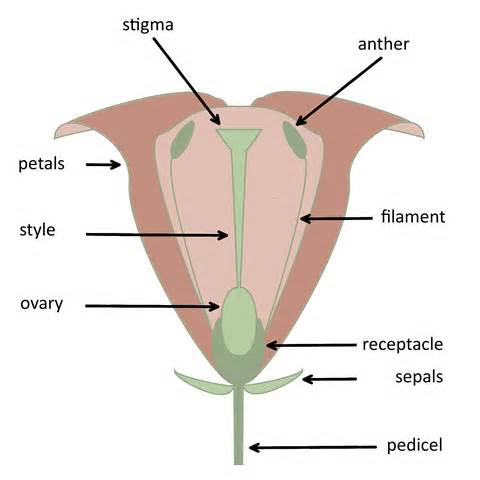 stigma
anther
petals
filament
style
ovary
receptacle
sepals
pedicel